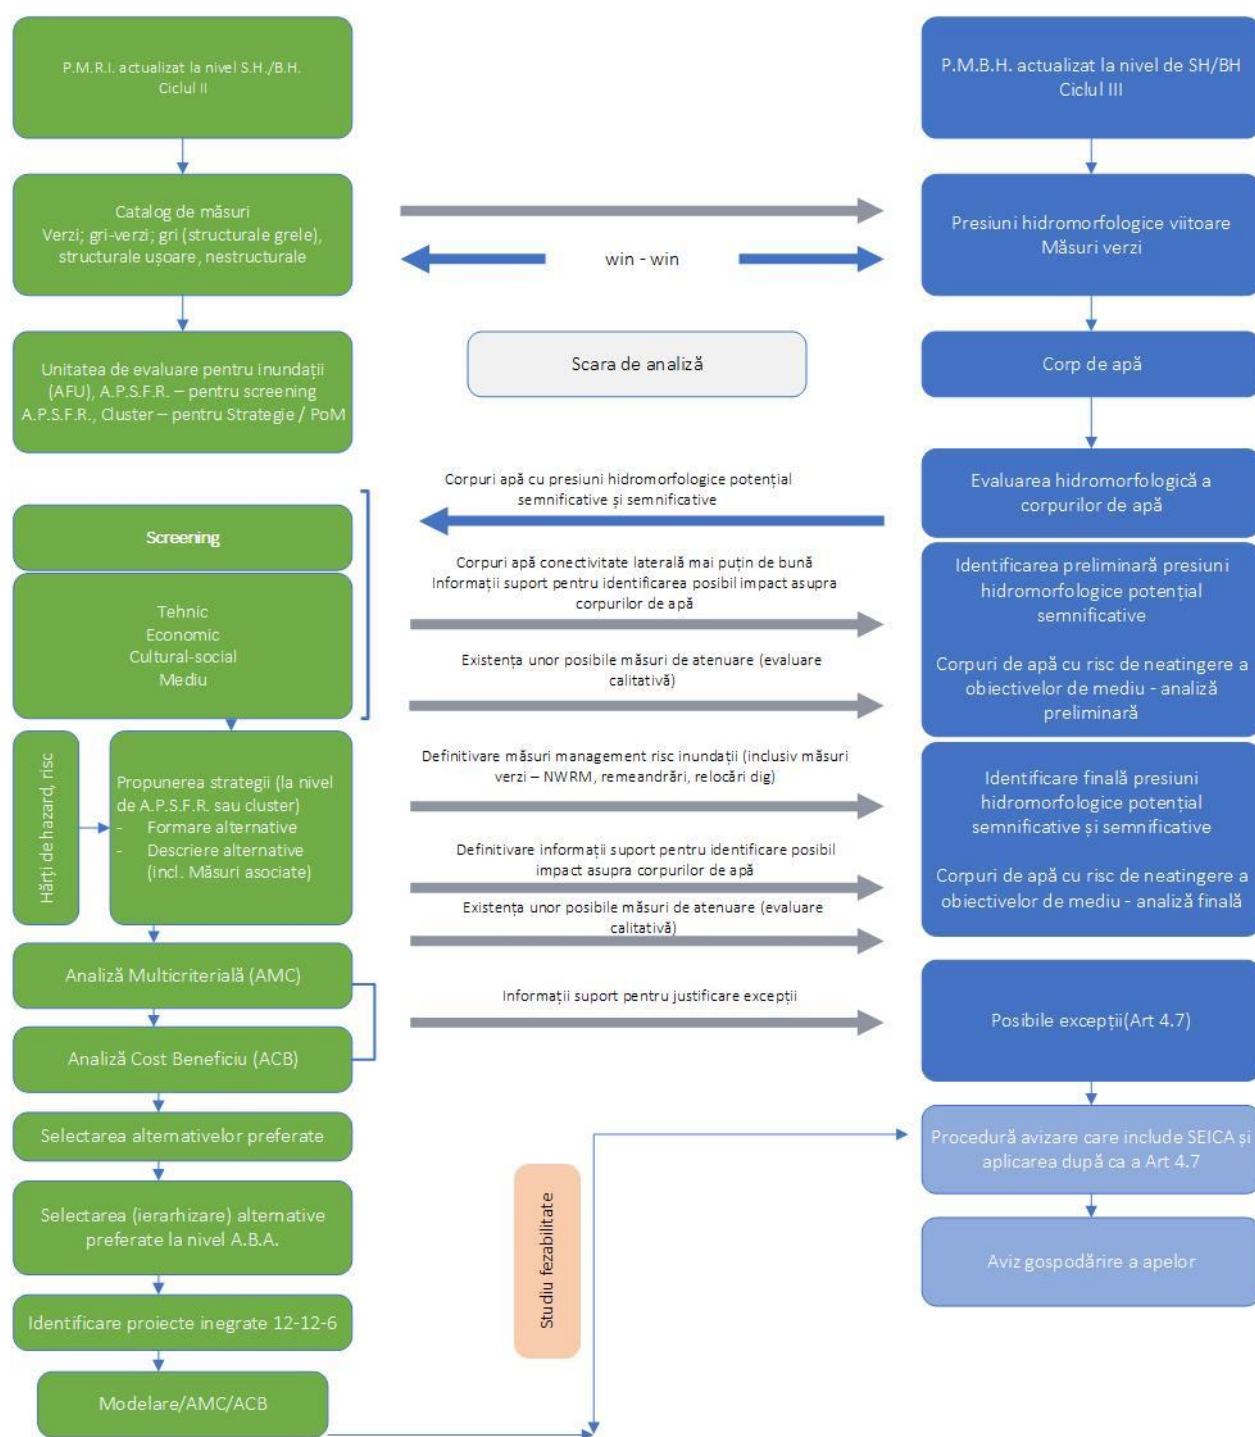 P.M.R.I. actualizat la nivel S.H./B.H.
Ciclul II
P.M.B.H. actualizat la nivel de SH/BH
Ciclul III
Catalog de măsuri
Verzi; gri-verzi; gri (structurale grele),
structurale ușoare, nestructurale
win - win
Presiuni hidromorfologice viitoare
Măsuri verzi
Unitatea de evaluare pentru inundații
(AFU), A.P.S.F.R. – pentru screening
A.P.S.F.R., Cluster – pentru Strategie / PoM
Scara de analiză
Corp de apă
Corpuri apă cu presiuni hidromorfologice potențial
semnificative și semnificative
Evaluarea hidromorfologică a
corpurilor de apă
Screening
Tehnic
Economic
Cultural-social
Mediu
Corpuri apă conectivitate laterală mai puțin de bună
Informații suport pentru identificarea posibil impact asupra
corpurilor de apă
Existența unor posibile măsuri de atenuare (evaluare
calitativă)
Identificarea preliminară presiuni
hidromorfologice potențial
semnificative
Corpuri de apă cu risc de neatingere a
obiectivelor de mediu - analiză
preliminară
Hărți de hazard, risc
Propunerea strategii (la nivel
de A.P.S.F.R. sau cluster)
- Formare alternative
- Descriere alternative
(incl. Măsuri asociate)
Definitivare măsuri management risc inundații (inclusiv măsuri
verzi – NWRM, remeandrări, relocări dig)
Definitivare informații suport pentru identificare posibil
impact asupra corpurilor de apă
Existența unor posibile măsuri de atenuare (evaluare
calitativă)
Identificare finală presiuni
hidromorfologice potențial
semnificative și semnificative
Corpuri de apă cu risc de neatingere a
obiectivelor de mediu - analiză finală
Analiză Multicriterială (AMC)
Informații suport pentru justificare excepții
Posibile excepții(Art 4.7)
Analiză Cost Beneficiu (ACB)
Selectarea alternativelor preferate
Procedură avizare care include SEICA și
aplicarea după ca a Art 4.7
Selectarea (ierarhizare) alternative
preferate la nivel A.B.A.
Studiu fezabilitate
Aviz gospodărire a apelor
Identificare proiecte inegrate 12-12-6
Modelare/AMC/ACB